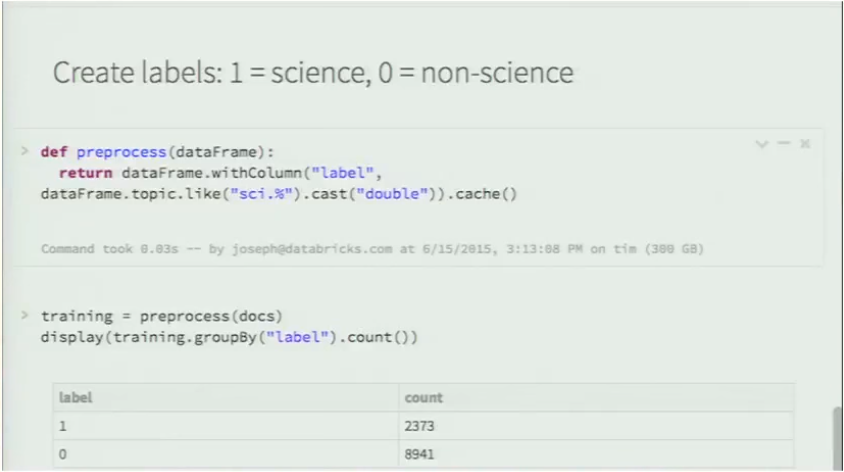 Create labels: 1 = science, 0 = non-science
> def preprocess(dataFrame):
return dataFrame.withColumn("label",
dataFrame.topic.like("sci.%").cast("double")).cache()
Command took 0.03s -- by joseph@databricks.com at 6/15/2015, 3:13:08 PM on tim (300 GB)
> training = preprocess(docs)
display(training.groupBy("label").count())
label count
1 2373
0 8941